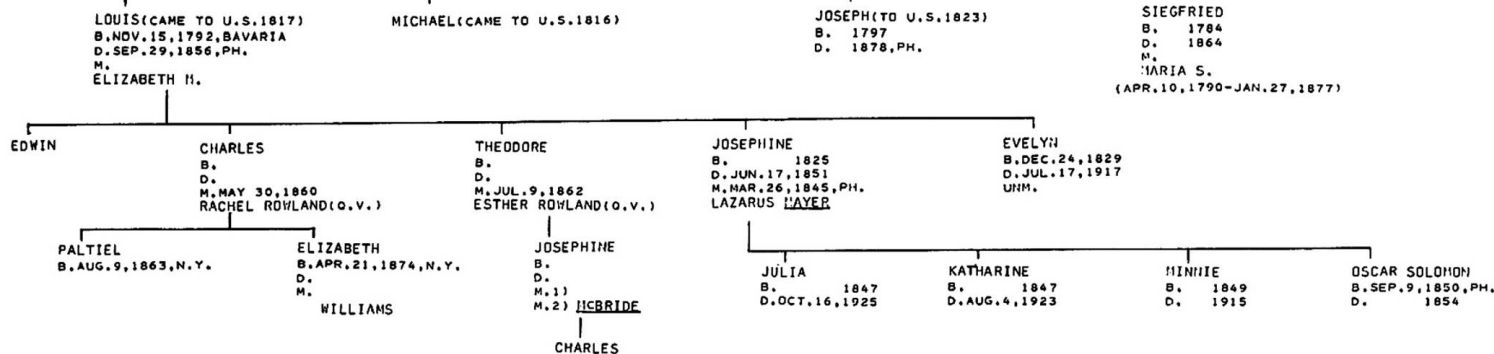 LOUIS(CAME TO U.S.1817)
B.NOV.15,1792,BAVARIA
D.SEP.29,1856,PH.
M.
ELIZABETH M.
MICHAEL(CAME TO U.S.1816)
JOSEPH(TO U.S.1823)
B. 1797
D. 1878,PH.
SIEGFRIED
B. 1784
D. 1864
M.
MARIA S.
(APR.10,1790-JAN.27,1877)
EDWIN
CHARLES
B.
D.
M.MAY 30,1860
RACHEL ROWLAND(Q.V.)
THEODORE
B.
D.
M.JUL.9,1862
ESTHER ROWLAND(Q.V.)
JOSEPHINE
B. 1825
D.JUN.17,1851
M.MAR.26,1845,PH.
LAZARUS MAYER
EVELYN
B.DEC.24,1829
D.JUL.17,1917
UNM.
PALTIEL
B.AUG.9,1863,N.Y.
ELIZABETH
B.APR.21,1874,N.Y.
D.
M.
WILLIAMS
JOSEPHINE
B.
D.
M.1)
M.2) MCBRIDE
CHARLES
JULIA
B. 1847
D.OCT.16,1925
KATHARINE
B. 1847
D.AUG.4,1923
MINNIE
B. 1849
D. 1915
OSCAR SOLOMON
B.SEP.9,1850,PH.
D. 1854